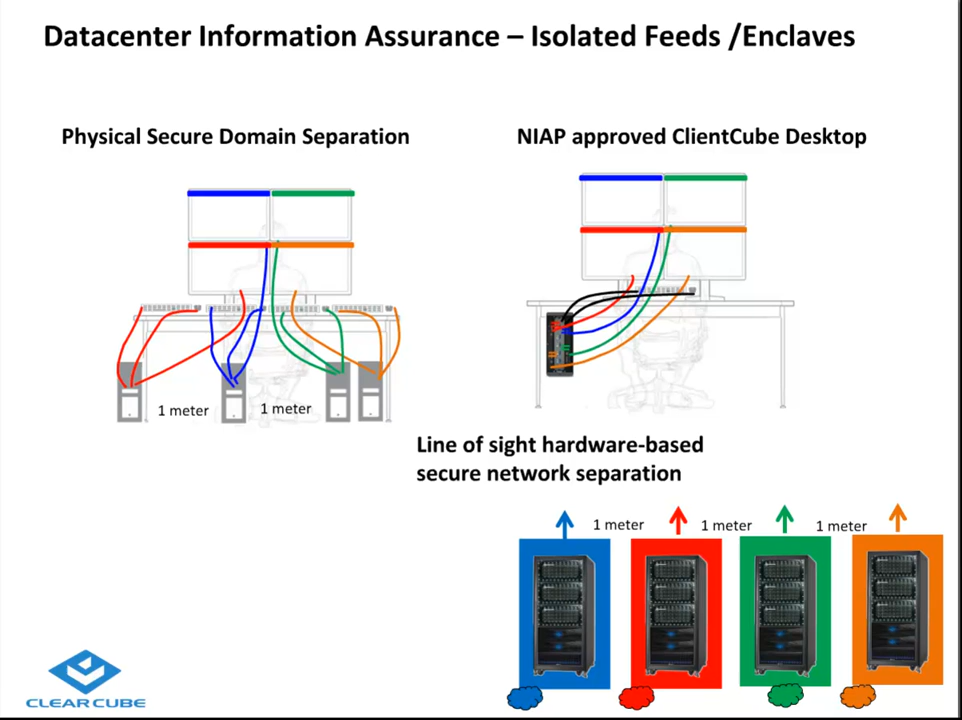 Datacenter Information Assurance – Isolated Feeds /Enclaves
Physical Secure Domain Separation
NIAP approved ClientCube Desktop
1 meter
1 meter
Line of sight hardware-based
secure network separation
1 meter
1 meter
1 meter
CLEARCUBE